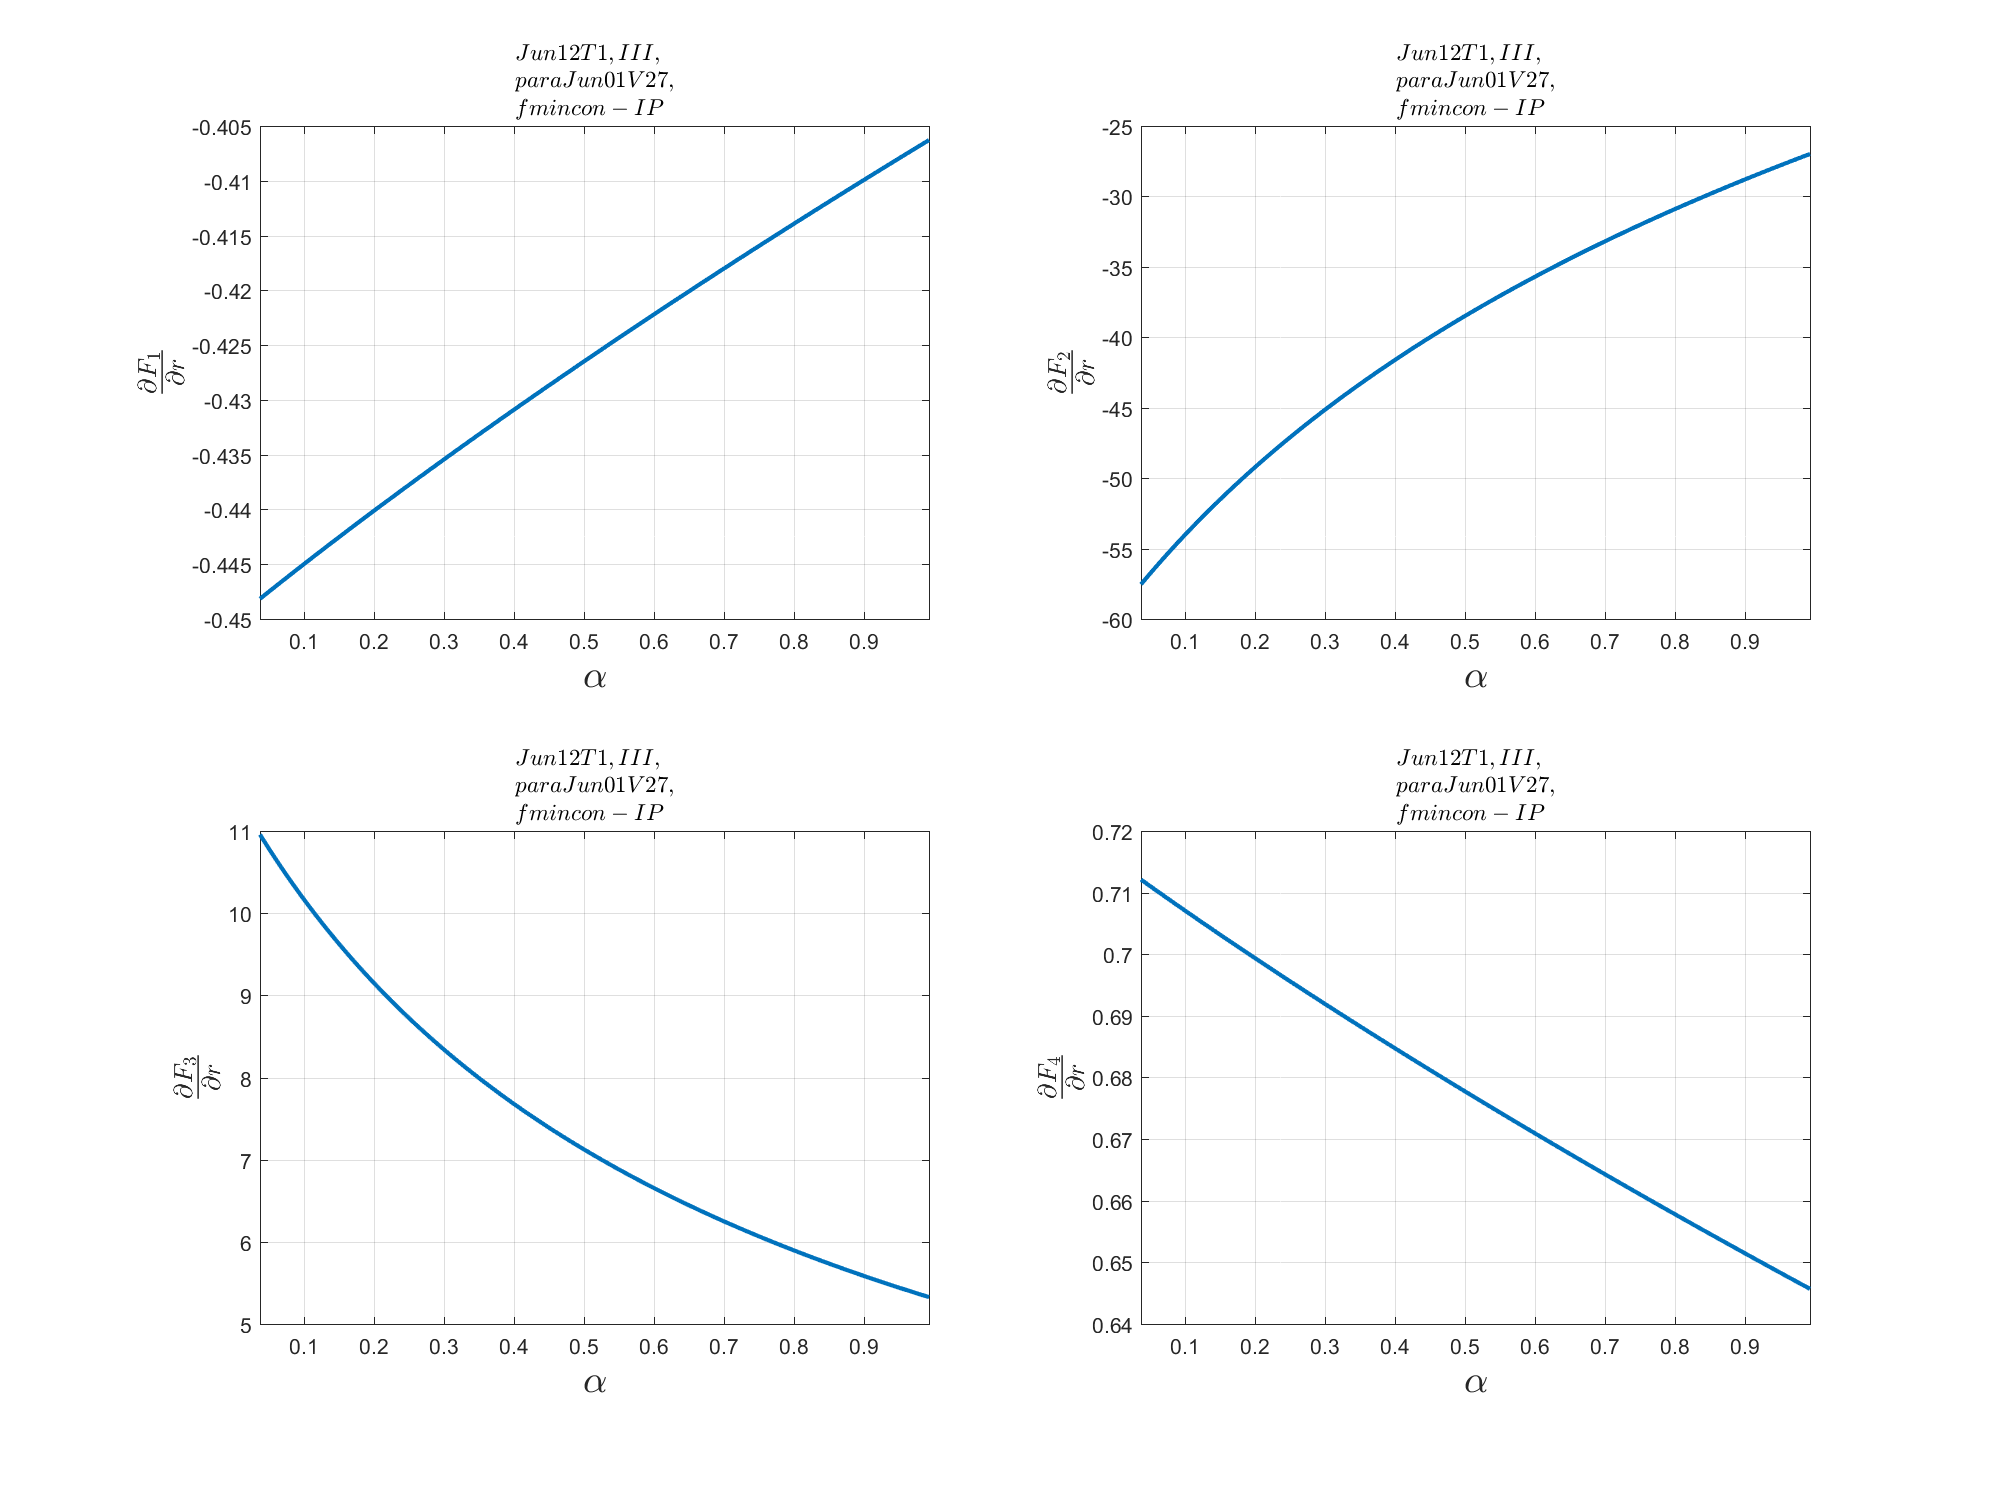 Jun12T1, III,
paraJun01V27,
fmincon − IP
-0.405
-0.41
-0.415
-0.42
-0.425
-0.43
-0.435
-0.44
-0.445
-0.45
∂F₁/∂r
0.1 0.2 0.3 0.4 0.5 0.6 0.7 0.8 0.9
α
Jun12T1, III,
paraJun01V27,
fmincon − IP
-25
-30
-35
-40
-45
-50
-55
-60
∂F₂/∂r
0.1 0.2 0.3 0.4 0.5 0.6 0.7 0.8 0.9
α
Jun12T1, III,
paraJun01V27,
fmincon − IP
11
10
9
8
7
6
5
∂F₃/∂r
0.1 0.2 0.3 0.4 0.5 0.6 0.7 0.8 0.9
α
Jun12T1, III,
paraJun01V27,
fmincon − IP
0.72
0.71
0.7
0.69
0.68
0.67
0.66
0.65
0.64
∂F₄/∂r
0.1 0.2 0.3 0.4 0.5 0.6 0.7 0.8 0.9
α